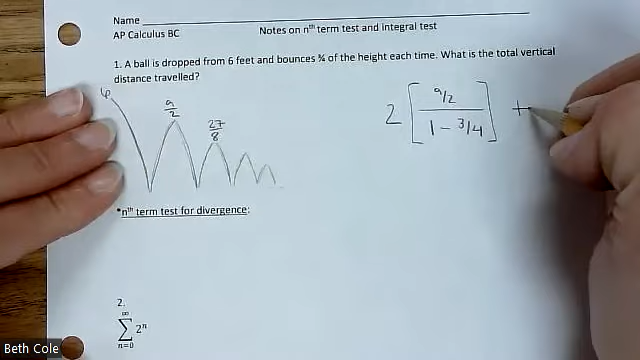 Name
AP Calculus BC
Notes on nth term test and integral test
1. A ball is dropped from 6 feet and bounces ¾ of the height each time. What is the total vertical
distance travelled?
6
9/2
27/8
2 [ (9/2) / (1 - 3/4) ] +
*nth term test for divergence:
2.
∞
∑ 2ⁿ
n=0
Beth Cole